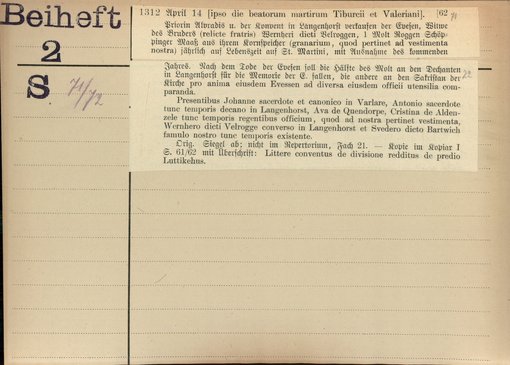 Beiheft
2
S
71/72
1312 April 14 [ipso die beatorum martirum Tiburcii et Valeriani]. [62
71
Priorin Alvradis u. der Konvent in Langenhorst verkaufen der Evesen, Witwe
des Bruders (relicte fratris) Wernheri dicti Velroggen, 1 Molt Roggen Schöp-
pinger Maaß aus ihrem Kornspeicher (granarium, quod pertinet ad vestimenta
nostra) jährlich auf Lebenszeit auf St. Martini, mit Ausnahme des kommenden
Jahres. Nach dem Tode der Evesen soll die Hälfte des Molt an den Dechanten
in Langenhorst für die Memorie der E. fallen, die andere an den Sakristan der
Kirche pro anima eiusdem Evessen ad diversa eiusdem officii utensilia com-
paranda.
72
Presentibus Johanne sacerdote et canonico in Varlare, Antonio sacerdote
tunc temporis decano in Langenhorst, Ava de Quendorpe, Cristina de Alden-
zele tunc temporis regentibus officium, quod ad nostra pertinet vestimenta,
Wernhero dicti Velrogge converso in Langenhorst et Svedero dicto Bartwich
famulo nostro tunc temporis existente.
Orig. Siegel ab; nicht im Repertorium, Fach 21. — Kopie im Kopiar I
S. 61/62 mit Überschrift: Littere conventus de divisione redditus de predio
Luttikehus.